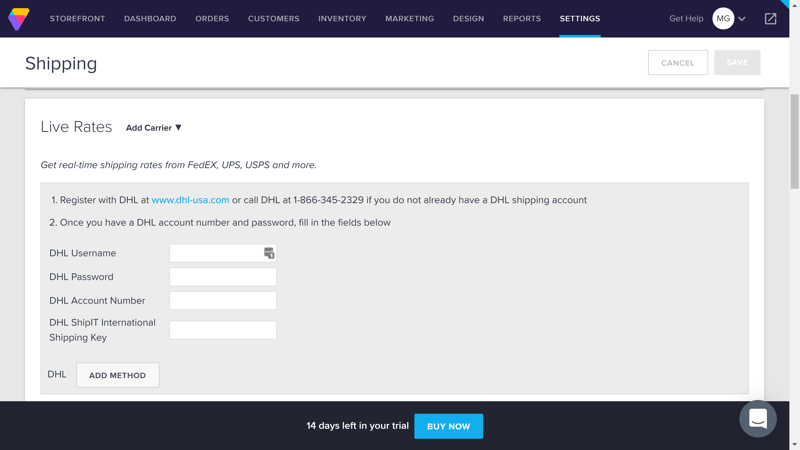 STOREFRONT DASHBOARD ORDERS CUSTOMERS INVENTORY MARKETING DESIGN REPORTS SETTINGS Get Help MG
Shipping CANCEL SAVE
Live Rates Add Carrier ▼
Get real-time shipping rates from FedEX, UPS, USPS and more.
1. Register with DHL at www.dhl-usa.com or call DHL at 1-866-345-2329 if you do not already have a DHL shipping account
2. Once you have a DHL account number and password, fill in the fields below
DHL Username
DHL Password
DHL Account Number
DHL ShipIT International
Shipping Key
DHL ADD METHOD
14 days left in your trial BUY NOW